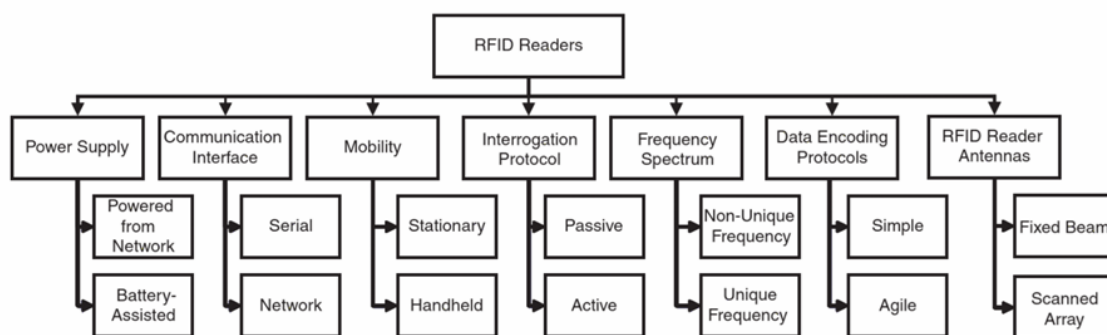 RFID Readers
Power Supply
Communication
Interface
Mobility
Interrogation
Protocol
Frequency
Spectrum
Data Encoding
Protocols
RFID Reader
Antennas
Powered
from
Network
Battery-
Assisted
Serial
Network
Stationary
Handheld
Passive
Active
Non-Unique
Frequency
Unique
Frequency
Simple
Agile
Fixed Beam
Scanned
Array